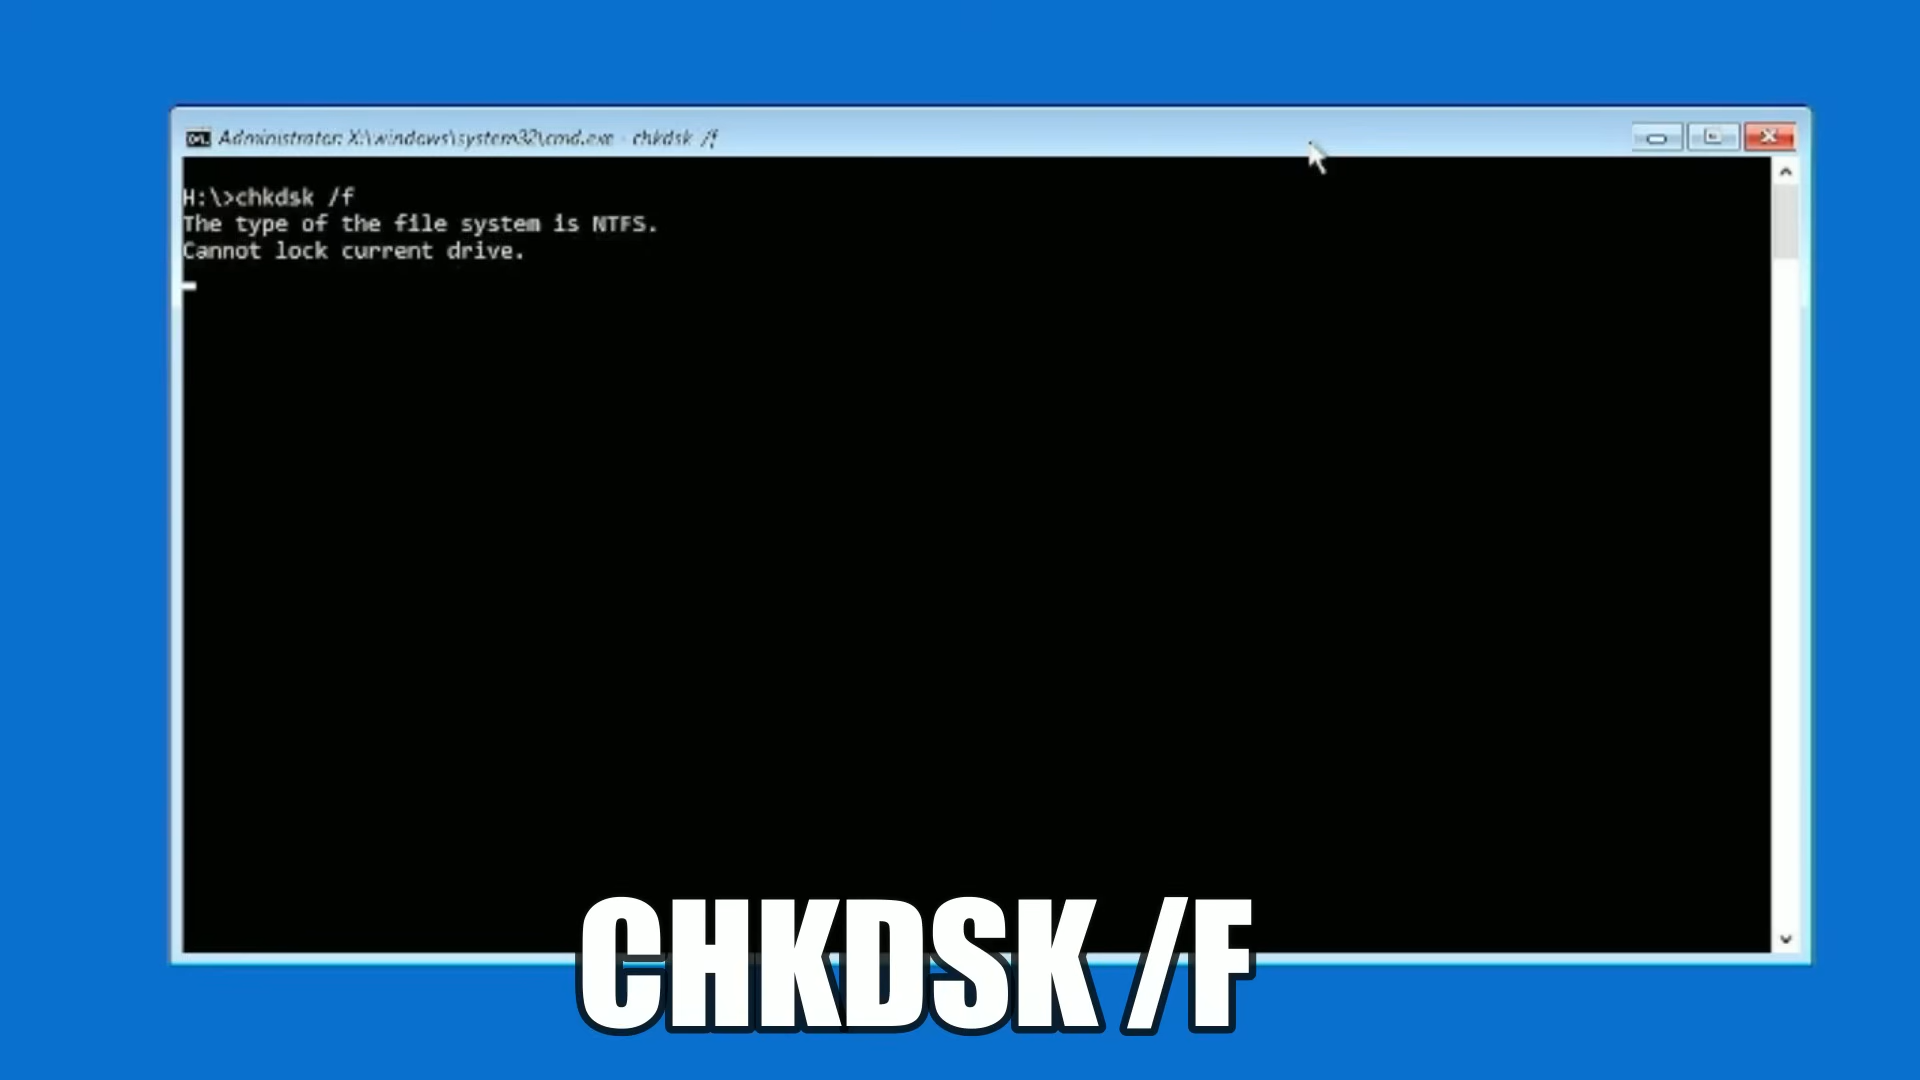 Administrator: X:\windows\system32\cmd.exe - chkdsk /f
H:\>chkdsk /f
The type of the file system is NTFS.
Cannot lock current drive.
CHKDSK /F